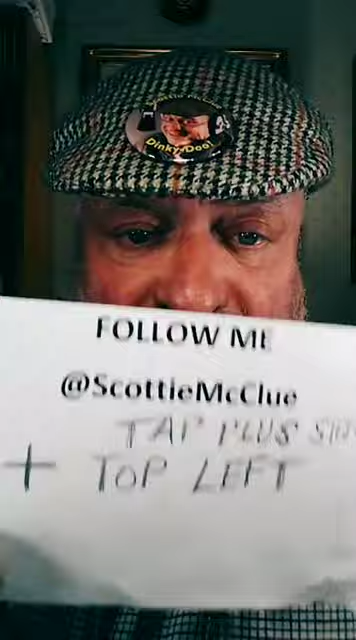 Dinky Doo
FOLLOW ME
@ScottieMcClue
TAP PLUS
+ TOP LEFT